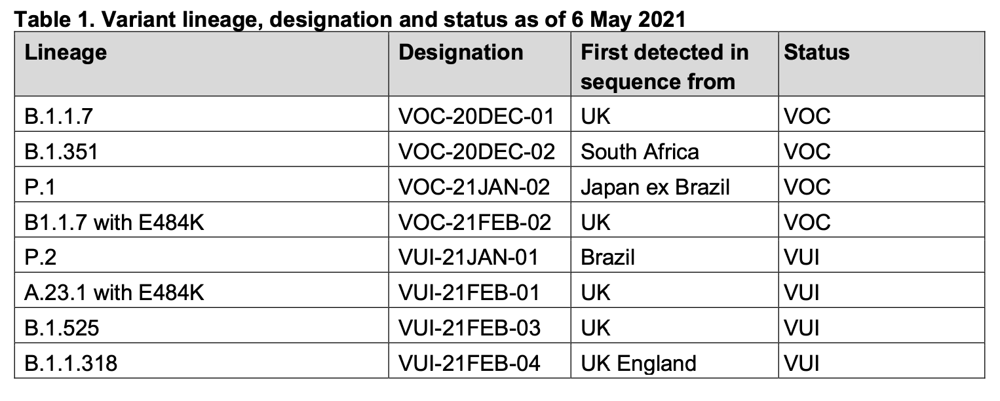 Table 1. Variant lineage, designation and status as of 6 May 2021
Lineage Designation First detected in sequence from Status
B.1.1.7 VOC-20DEC-01 UK VOC
B.1.351 VOC-20DEC-02 South Africa VOC
P.1 VOC-21JAN-02 Japan ex Brazil VOC
B1.1.7 with E484K VOC-21FEB-02 UK VOC
P.2 VUI-21JAN-01 Brazil VUI
A.23.1 with E484K VUI-21FEB-01 UK VUI
B.1.525 VUI-21FEB-03 UK VUI
B.1.1.318 VUI-21FEB-04 UK England VUI